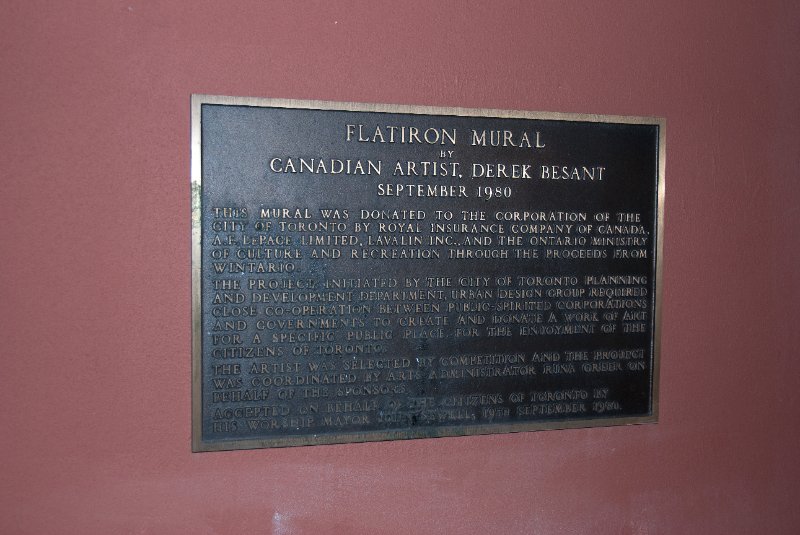 FLATIRON MURAL
BY
CANADIAN ARTIST, DEREK BESANT
SEPTEMBER 1980
THIS MURAL WAS DONATED TO THE CORPORATION OF THE
CITY OF TORONTO BY ROYAL INSURANCE COMPANY OF CANADA,
A.E. LEPAGE LIMITED, LAVALIN INC., AND THE ONTARIO MINISTRY
OF CULTURE AND RECREATION THROUGH THE PROCEEDS FROM
WINTARIO.
THE PROJECT INITIATED BY THE CITY OF TORONTO PLANNING
AND DEVELOPMENT DEPARTMENT, URBAN DESIGN GROUP REQUIRED
CLOSE CO-OPERATION BETWEEN PUBLIC-SPIRITED CORPORATIONS
AND GOVERNMENTS TO CREATE AND DONATE A WORK OF ART
FOR A SPECIFIC PUBLIC PLACE FOR THE ENJOYMENT OF THE
CITIZENS OF TORONTO.
THE ARTIST WAS SELECTED BY COMPETITION AND THE PROJECT
WAS COORDINATED BY ARTS ADMINISTRATOR RINA GREER ON
BEHALF OF THE SPONSORS.
ACCEPTED ON BEHALF OF THE CITIZENS OF TORONTO BY
HIS WORSHIP MAYOR JOHN SEWELL, 19TH SEPTEMBER 1980.